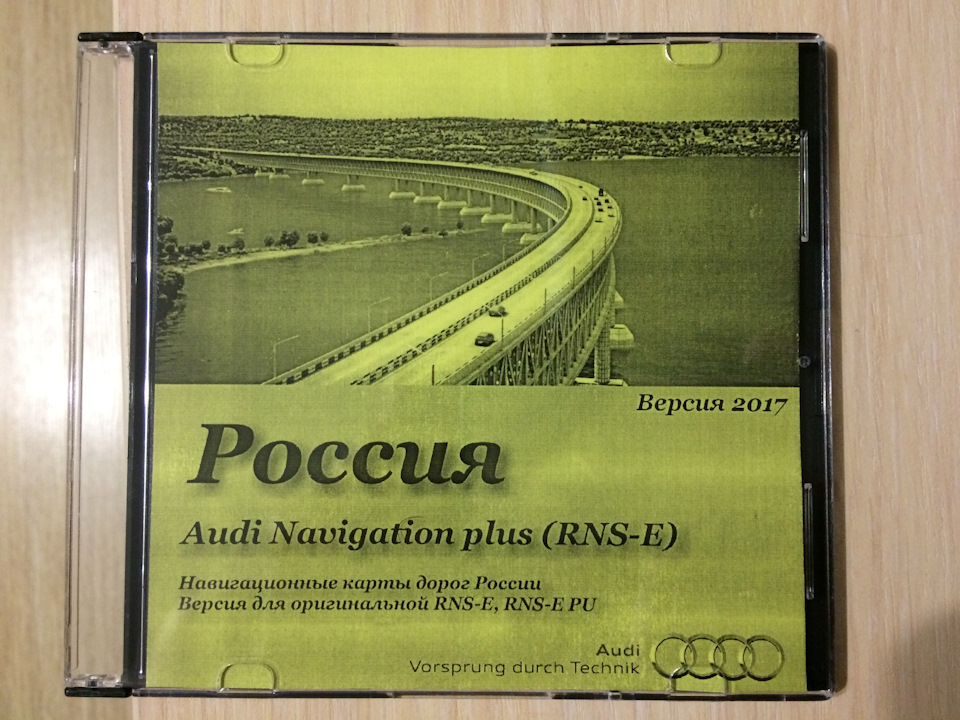 Версия 2017
Россия
Audi Navigation plus (RNS-E)
Навигационные карты дорог России
Версия для оригинальной RNS-E, RNS-E PU
Audi
Vorsprung durch Technik